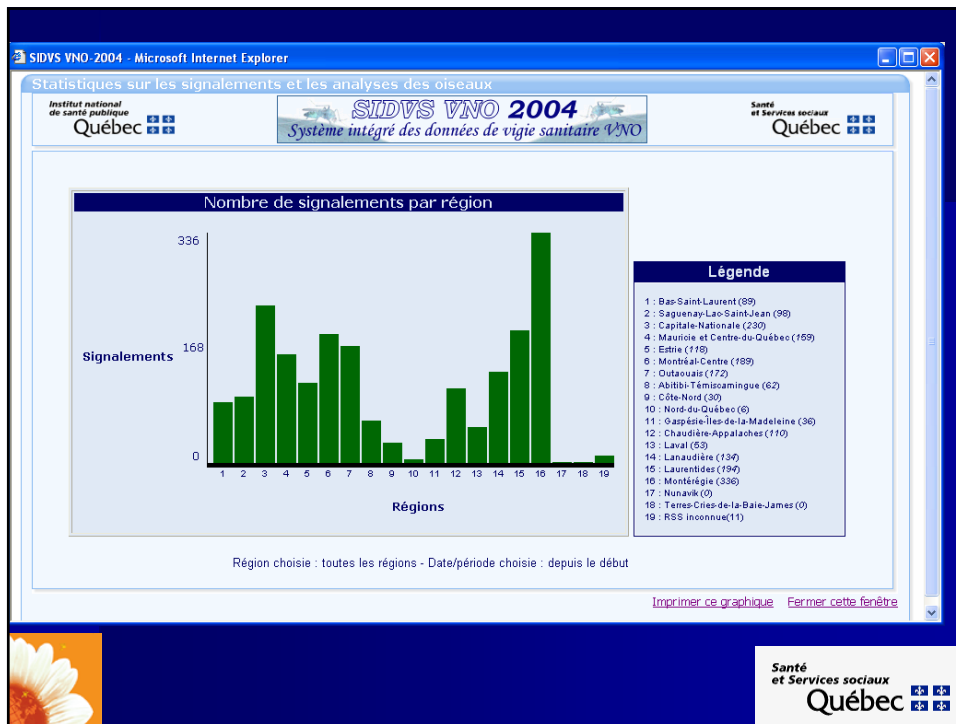 SIDVS VNO-2004 - Microsoft Internet Explorer
Statistiques sur les signalements et les analyses des oiseaux
Institut national
de santé publique
Québec
SIDVS VNO 2004
Système intégré des données de vigie sanitaire VNO
Santé
et Services sociaux
Québec
Nombre de signalements par région
336
168
0
Signalements
1 2 3 4 5 6 7 8 9 10 11 12 13 14 15 16 17 18 19
Régions
Légende
1 : Bas-Saint-Laurent (89)
2 : Saguenay-Lac-Saint-Jean (98)
3 : Capitale-Nationale (230)
4 : Mauricie et Centre-du-Québec (159)
5 : Estrie (118)
6 : Montréal-Centre (189)
7 : Outaouais (172)
8 : Abitibi-Témiscamingue (62)
9 : Côte-Nord (30)
10 : Nord-du-Québec (6)
11 : Gaspésie-Îles-de-la-Madeleine (36)
12 : Chaudière-Appalaches (110)
13 : Laval (53)
14 : Lanaudière (134)
15 : Laurentides (194)
16 : Montérégie (336)
17 : Nunavik (0)
18 : Terres-Cries-de-la-Baie-James (0)
19 : RSS inconnue(11)
Région choisie : toutes les régions - Date/période choisie : depuis le début
Imprimer ce graphique Fermer cette fenêtre
Santé
et Services sociaux
Québec